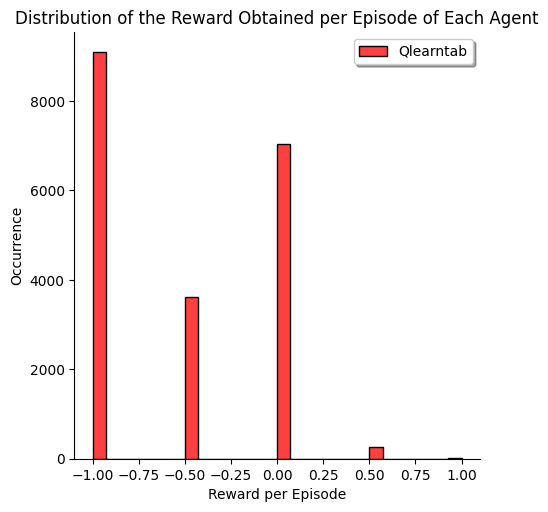 Distribution of the Reward Obtained per Episode of Each Agent
Qlearntab
8000
6000
4000
2000
0
Occurrence
−1.00 −0.75 −0.50 −0.25 0.00 0.25 0.50 0.75 1.00
Reward per Episode